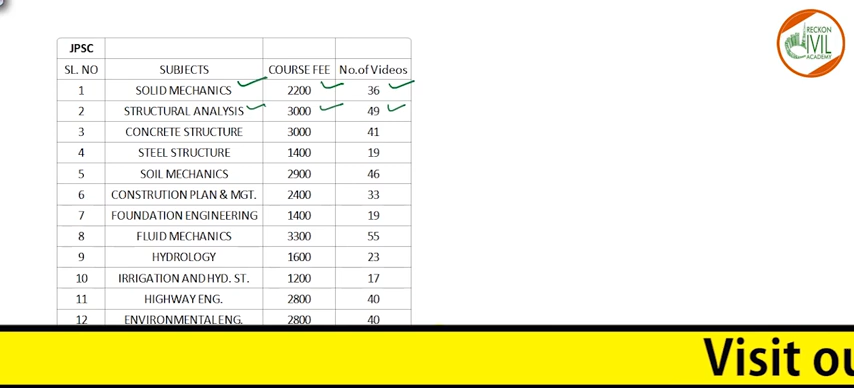 RECKON
CIVIL
ACADEMY
JPSC
SL. NO SUBJECTS COURSE FEE No.of Videos
1 SOLID MECHANICS 2200 36
2 STRUCTURAL ANALYSIS 3000 49
3 CONCRETE STRUCTURE 3000 41
4 STEEL STRUCTURE 1400 19
5 SOIL MECHANICS 2900 46
6 CONSTRUTION PLAN & MGT. 2400 33
7 FOUNDATION ENGINEERING 1400 19
8 FLUID MECHANICS 3300 55
9 HYDROLOGY 1600 23
10 IRRIGATION AND HYD. ST. 1200 17
11 HIGHWAY ENG. 2800 40
12 ENVIRONMENTAL ENG. 2800 40
Visit ou